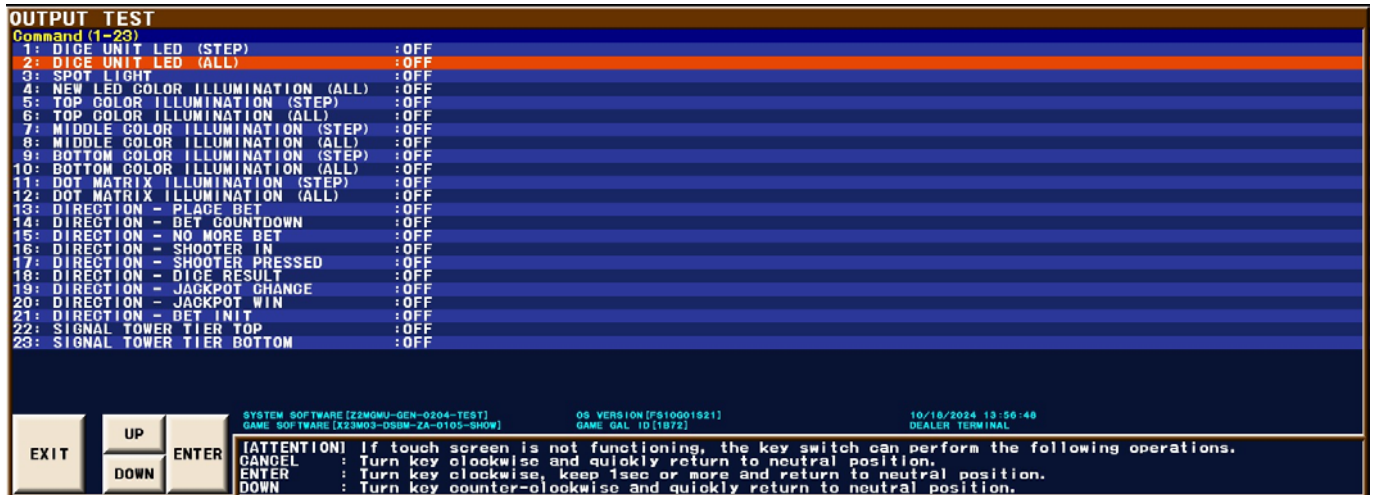 OUTPUT TEST
Command (1-23)
1: DICE UNIT LED (STEP) :OFF
2: DICE UNIT LED (ALL) :OFF
3: SPOT LIGHT :OFF
4: NEW LED COLOR ILLUMINATION (ALL) :OFF
5: TOP COLOR ILLUMINATION (STEP) :OFF
6: TOP COLOR ILLUMINATION (ALL) :OFF
7: MIDDLE COLOR ILLUMINATION (STEP) :OFF
8: MIDDLE COLOR ILLUMINATION (ALL) :OFF
9: BOTTOM COLOR ILLUMINATION (STEP) :OFF
10: BOTTOM COLOR ILLUMINATION (ALL) :OFF
11: DOT MATRIX ILLUMINATION (STEP) :OFF
12: DOT MATRIX ILLUMINATION (ALL) :OFF
13: DIRECTION - PLACE BET :OFF
14: DIRECTION - BET COUNTDOWN :OFF
15: DIRECTION - NO MORE BET :OFF
16: DIRECTION - SHOOTER IN :OFF
17: DIRECTION - SHOOTER PRESSED :OFF
18: DIRECTION - DICE RESULT :OFF
19: DIRECTION - JACKPOT CHANCE :OFF
20: DIRECTION - JACKPOT WIN :OFF
21: DIRECTION - BET INIT :OFF
22: SIGNAL TOWER TIER TOP :OFF
23: SIGNAL TOWER TIER BOTTOM :OFF
SYSTEM SOFTWARE[Z2MGMU-GEN-0204-TEST] OS VERSION[FS10G01S21] 10/18/2024 13:56:48
GAME SOFTWARE[X23M03-DSBM-ZA-0105-SHOW] GAME GAL ID[1872] DEALER TERMINAL
EXIT
UP
DOWN
ENTER
[ATTENTION] If touch screen is not functioning, the key switch can perform the following operations.
CANCEL : Turn key clockwise and quickly return to neutral position.
ENTER : Turn key clockwise, keep 1sec or more and return to neutral position.
DOWN : Turn key counter-clockwise and quickly return to neutral position.